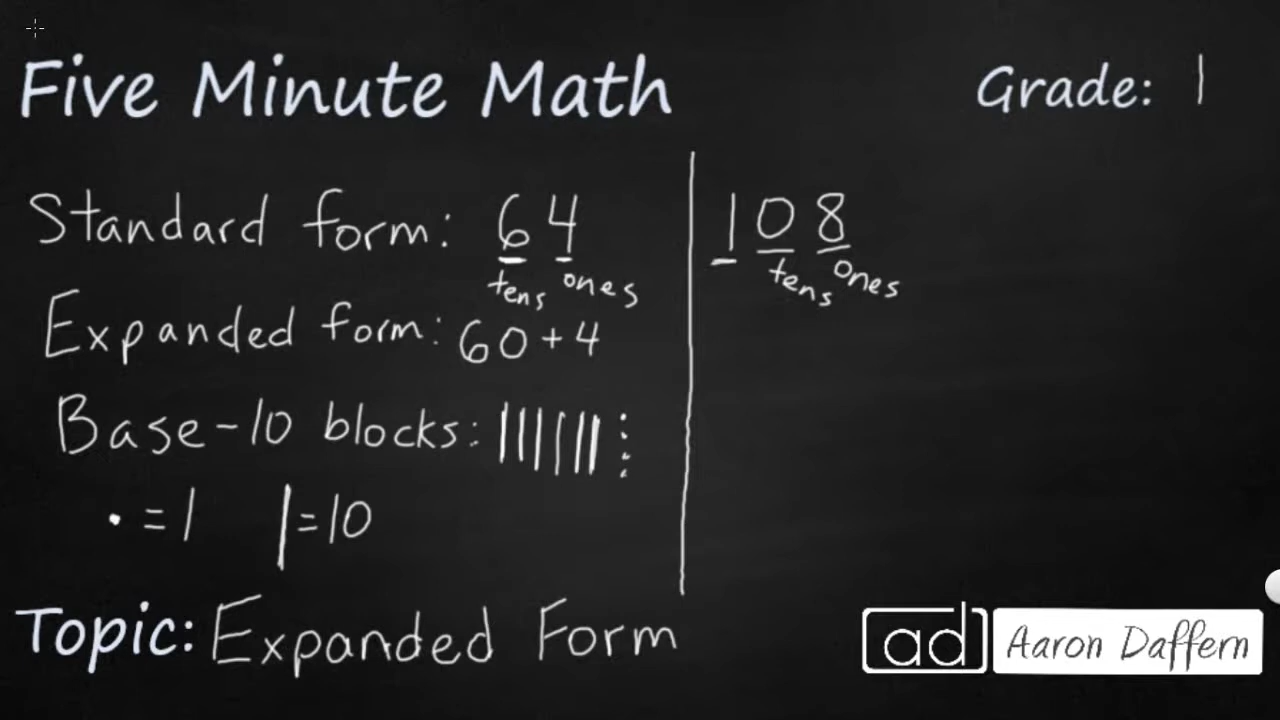 Five Minute Math
Grade: 1
Standard form: 64
tens ones
Expanded form: 60+4
Base-10 blocks:
. = 1 | = 10
108
tens ones
Topic: Expanded Form
ad Aaron Daffern